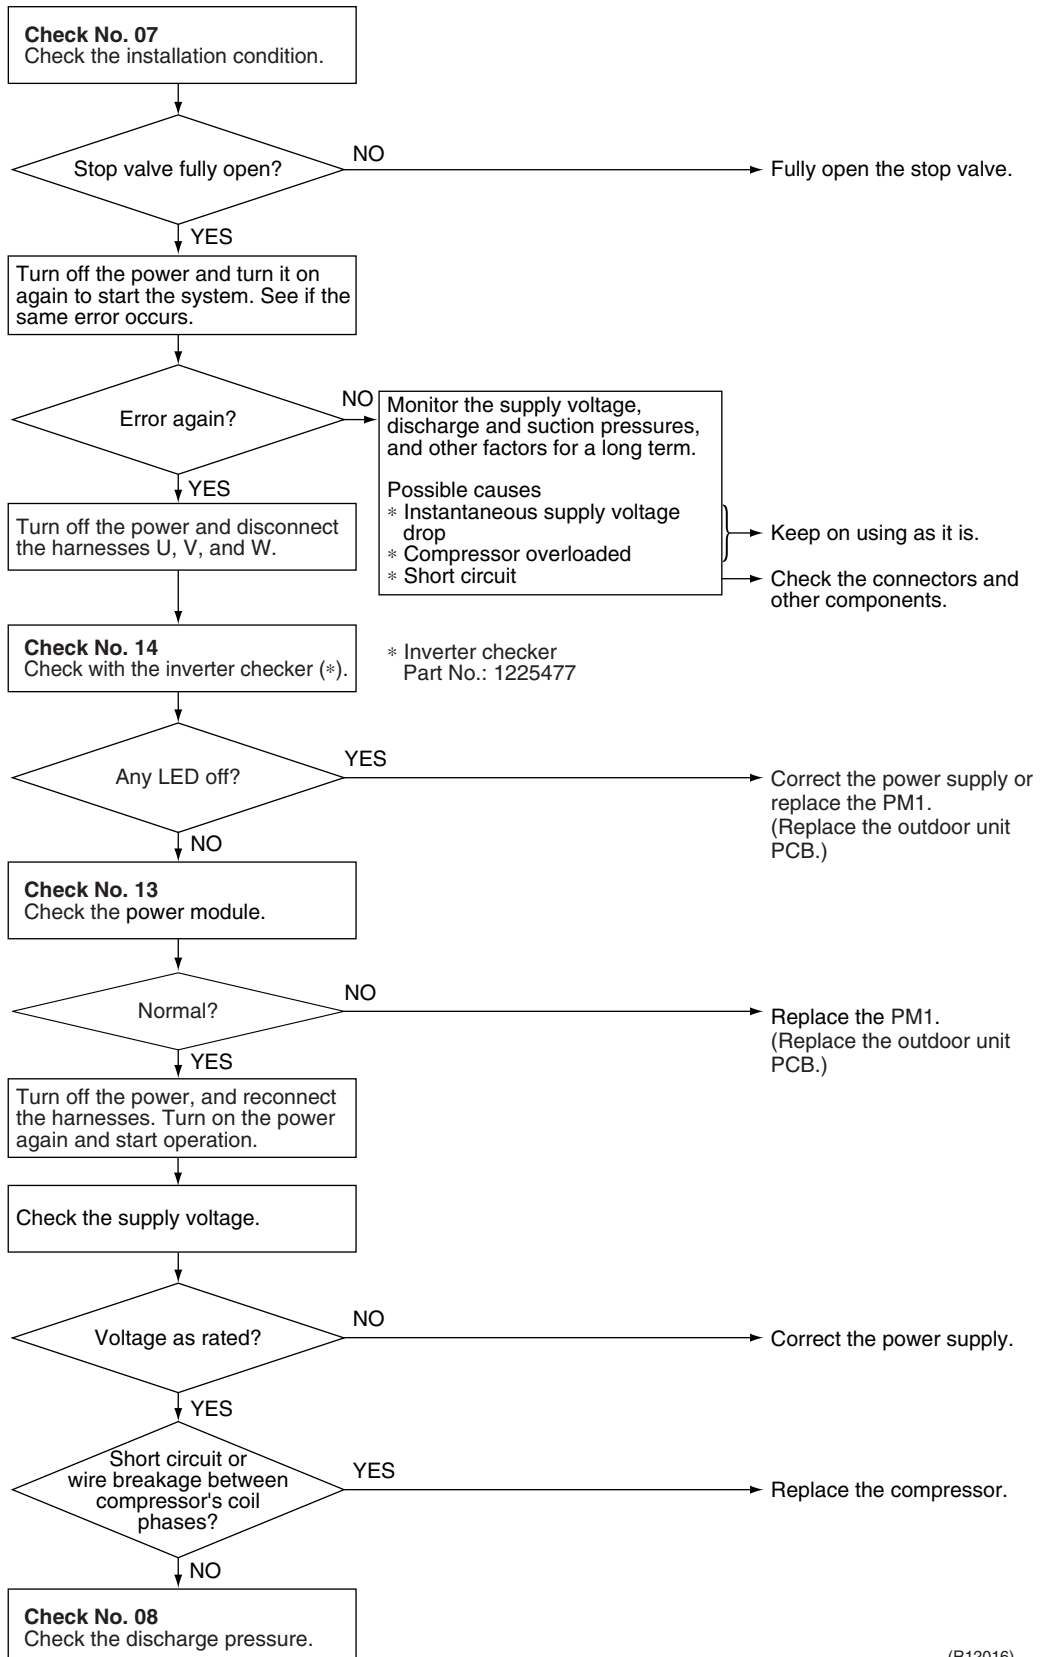 Check No. 07
Check the installation condition.
Stop valve fully open?
NO
Fully open the stop valve.
YES
Turn off the power and turn it on
again to start the system. See if the
same error occurs.
Error again?
NO
Monitor the supply voltage,
discharge and suction pressures,
and other factors for a long term.
Possible causes
* Instantaneous supply voltage
drop
* Compressor overloaded
* Short circuit
Keep on using as it is.
Check the connectors and
other components.
YES
Turn off the power and disconnect
the harnesses U, V, and W.
Check No. 14
Check with the inverter checker (*).
* Inverter checker
Part No.: 1225477
Any LED off?
YES
Correct the power supply or
replace the PM1.
(Replace the outdoor unit
PCB.)
NO
Check No. 13
Check the power module.
Normal?
NO
Replace the PM1.
(Replace the outdoor unit
PCB.)
YES
Turn off the power, and reconnect
the harnesses. Turn on the power
again and start operation.
Check the supply voltage.
Voltage as rated?
NO
Correct the power supply.
YES
Short circuit or
wire breakage between
compressor's coil
phases?
YES
Replace the compressor.
NO
Check No. 08
Check the discharge pressure.
(R12016)